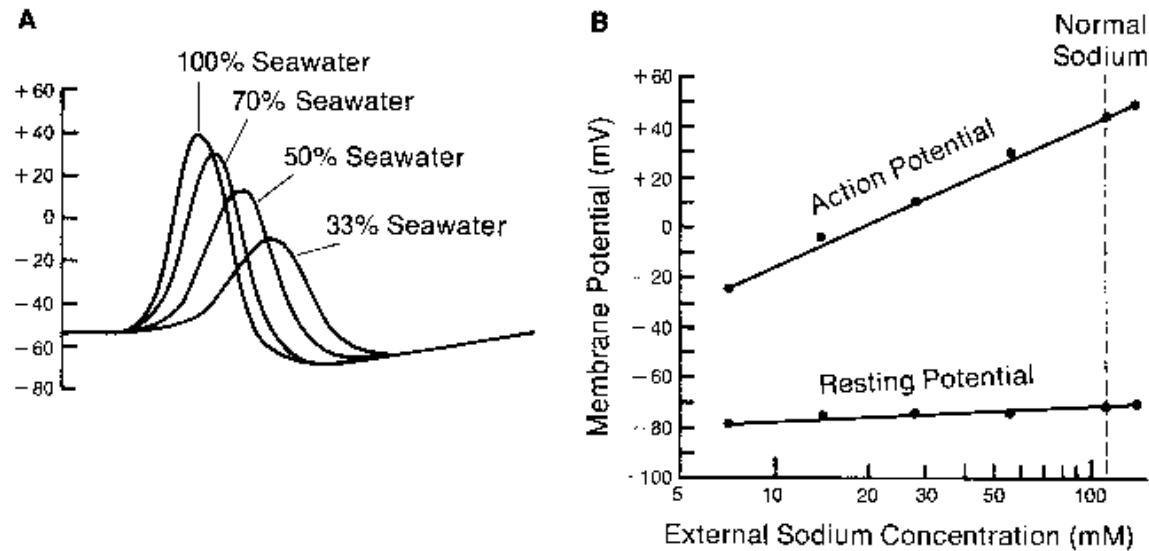 A
100% Seawater
70% Seawater
50% Seawater
33% Seawater
+60
+40
+20
0
−20
−40
−60
−80
B
Normal
Sodium
Membrane Potential (mV)
+60
+40
+20
0
-20
−40
−60
-80
-100
Action Potential
Resting Potential
5 10 20 30 50 100
External Sodium Concentration (mM)